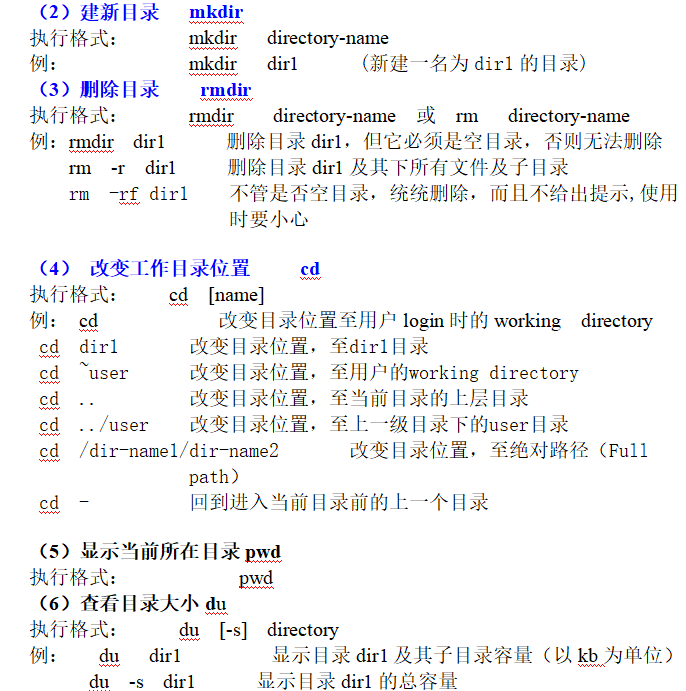 （2）建新目录 mkdir
执行格式： mkdir directory-name
例： mkdir dir1 (新建一名为 dir1 的目录)
（3）删除目录 rmdir
执行格式： rmdir directory-name 或 rm directory-name
例：rmdir dir1 删除目录 dir1，但它必须是空目录，否则无法删除
rm -r dir1 删除目录 dir1 及其下所有文件及子目录
rm -rf dir1 不管是否空目录，统统删除，而且不给出提示,使用
时要小心
（4） 改变工作目录位置 cd
执行格式： cd [name]
例： cd 改变目录位置至用户 login 时的 working directory
cd dir1 改变目录位置，至dir1目录
cd ~user 改变目录位置，至用户的working directory
cd .. 改变目录位置，至当前目录的上层目录
cd ../user 改变目录位置，至上一级目录下的user目录
cd /dir-name1/dir-name2 改变目录位置，至绝对路径（Full
path）
cd - 回到进入当前目录前的上一个目录
（5）显示当前所在目录 pwd
执行格式： pwd
（6）查看目录大小 du
执行格式： du [-s] directory
例： du dir1 显示目录 dir1 及其子目录容量（以 kb 为单位）
du -s dir1 显示目录 dir1 的总容量